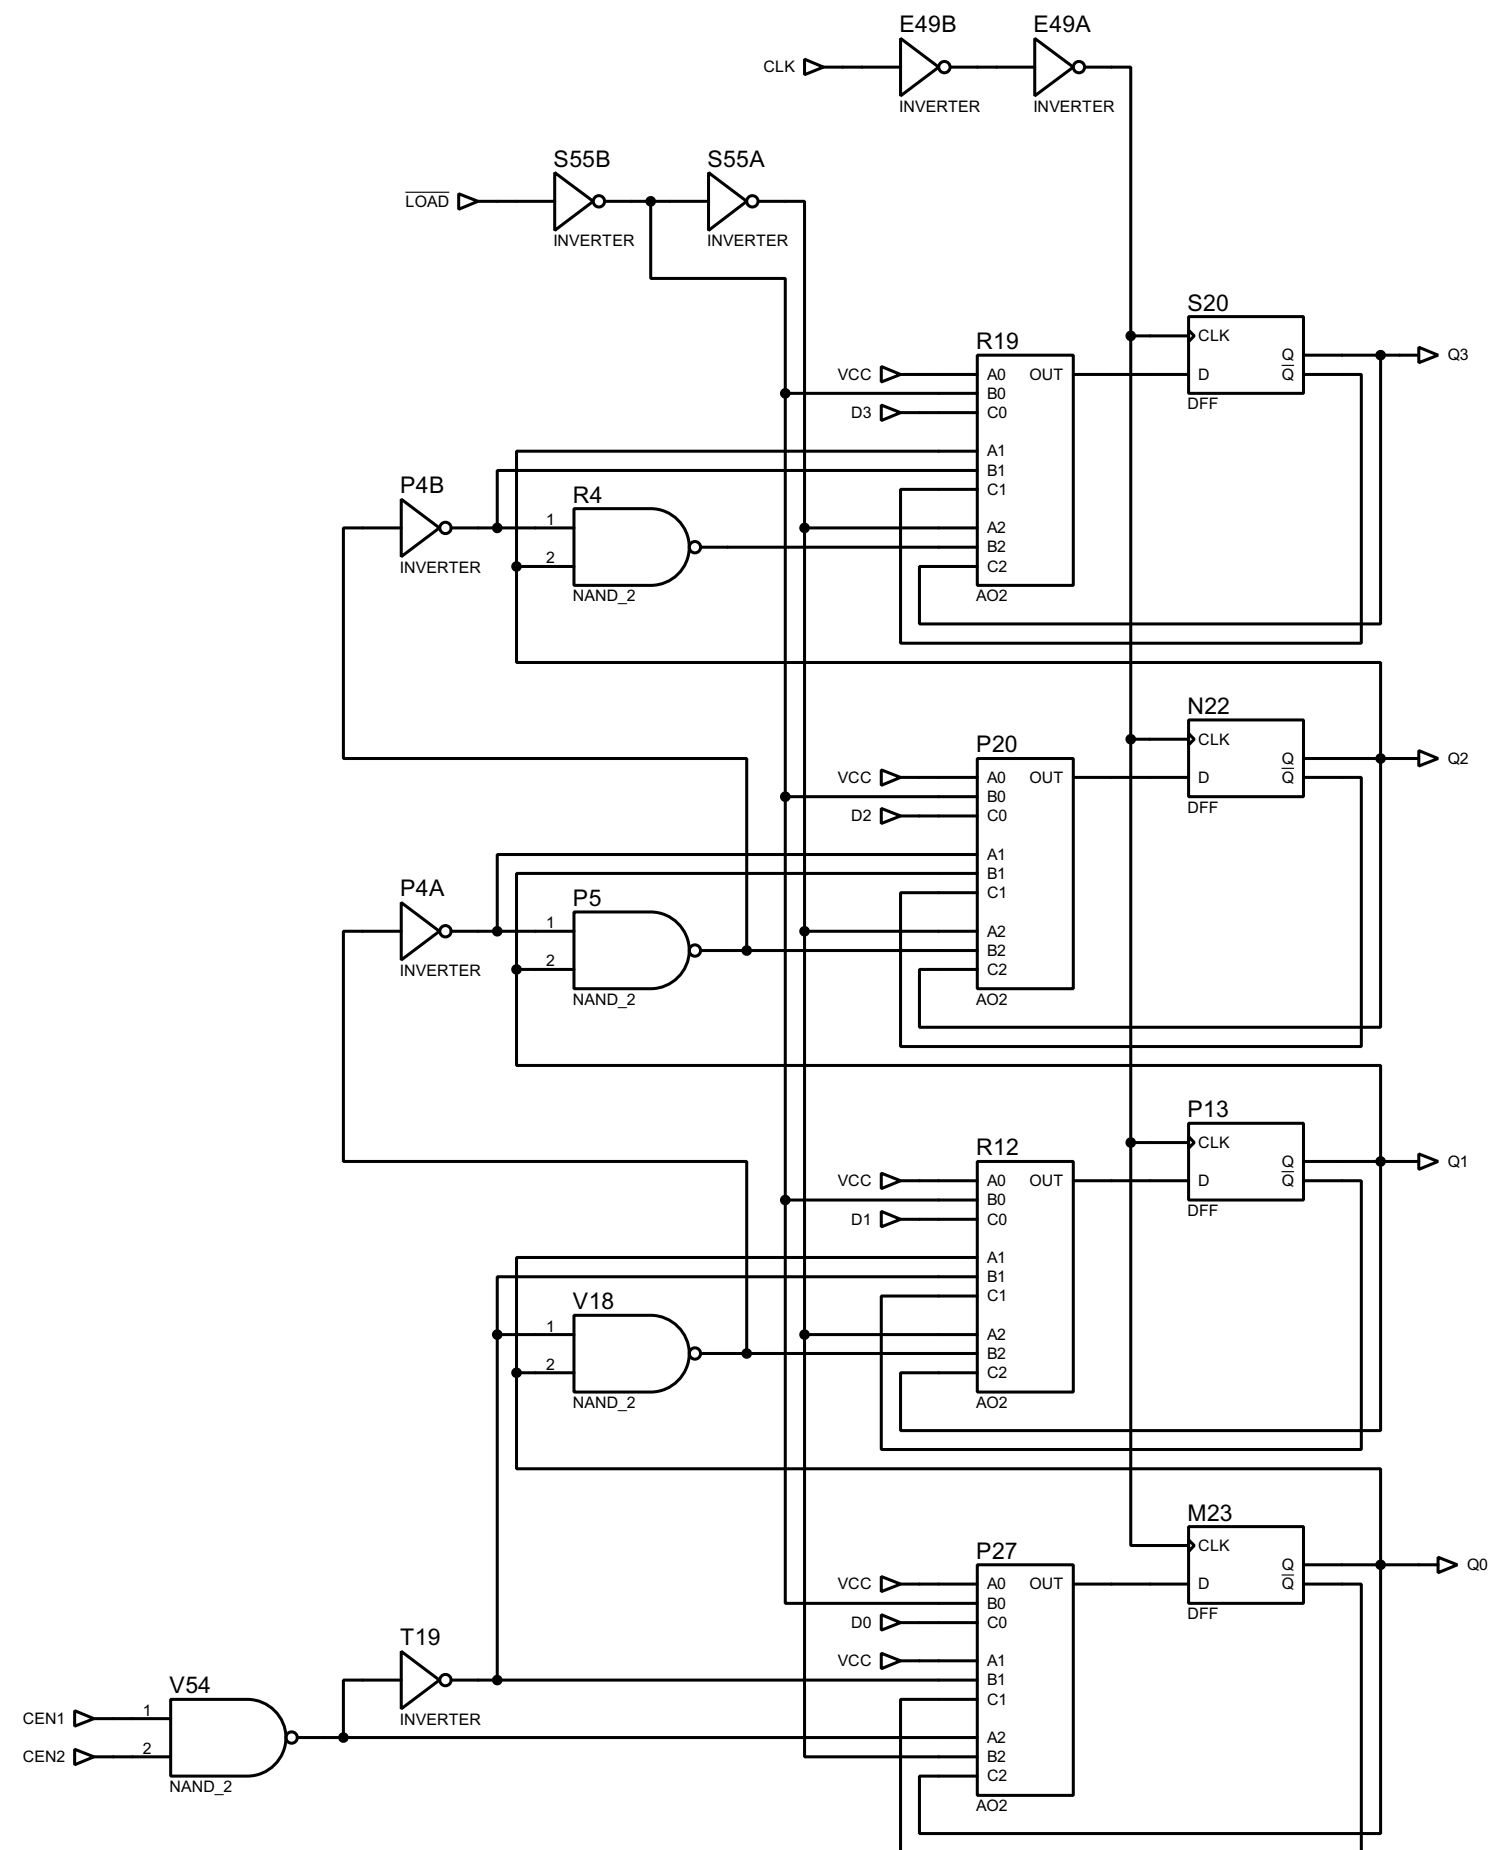 E49B E49A
CLK
INVERTER INVERTER
S55B S55A
LOAD
INVERTER INVERTER
S20
CLK
R19
Q Q3
VCC A0 OUT D Q
B0
DFF
D3 C0
A1
B1
P4B
C1
R4
1 A2
B2
2 C2
INVERTER
NAND_2 AO2
N22
CLK
P20
Q Q2
VCC A0 OUT D Q
B0
DFF
D2 C0
A1
B1
P4A
C1
P5
1 A2
B2
2 C2
INVERTER
NAND_2 AO2
P13
CLK
R12
Q Q1
VCC A0 OUT D Q
B0
DFF
D1 C0
A1
B1
C1
V18
1 A2
B2
2 C2
NAND_2 AO2
M23
CLK
P27
Q Q0
VCC A0 OUT D Q
B0
DFF
D0 C0
T19
VCC A1
B1
V54
C1
CEN1 1
INVERTER
A2
CEN2 2 B2
C2
NAND_2
AO2